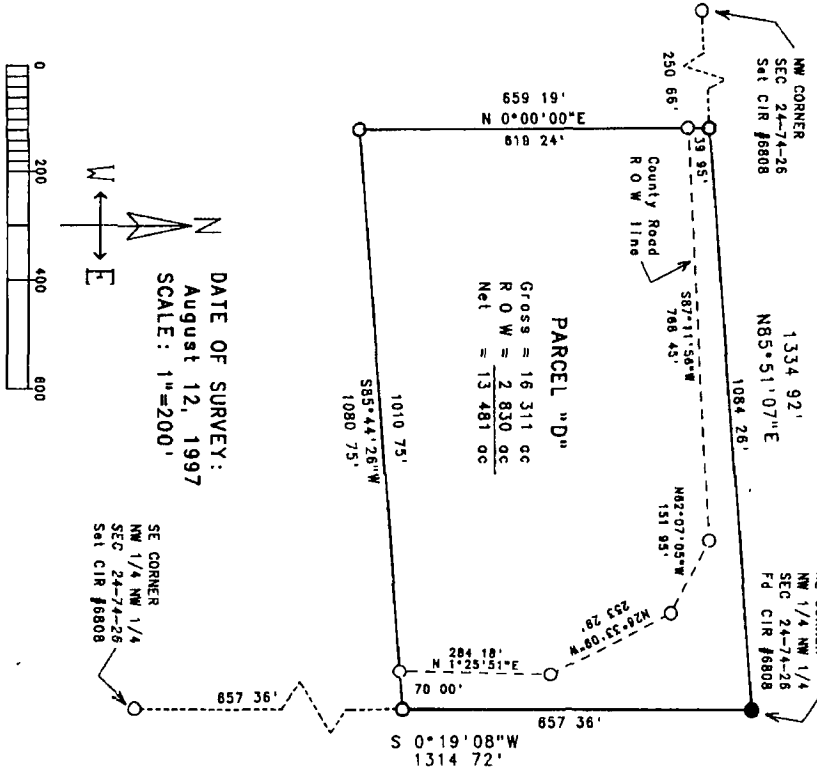 NW CORNER
SEC 24-74-26
Set CIR #6808
250 66'
1334 92'
N85°51'07"E
1084 26'
NW 1/4 NW 1/4
SEC 24-74-26
Fd CIR #6808
659 19'
N 0°00'00"E
619 24'
39 95'
County Road
R O W line
S87°11'56"W
768 45'
N62°07'05"W
151 95'
N26°33'09"W
253 29'
284 18'
N 1°25'51"E
70 00'
657 36'
S 0°19'08"W
1314 72'
PARCEL "D"
Gross = 16 311 ac
R O W = 2 830 ac
Net = 13 481 ac
1010 75'
S85°44'26"W
1080 75'
SE CORNER
NW 1/4 NW 1/4
SEC 24-74-26
Set CIR #6808
657 36'
N
W
E
DATE OF SURVEY:
August 12, 1997
SCALE: 1"=200'
0
200
400
600